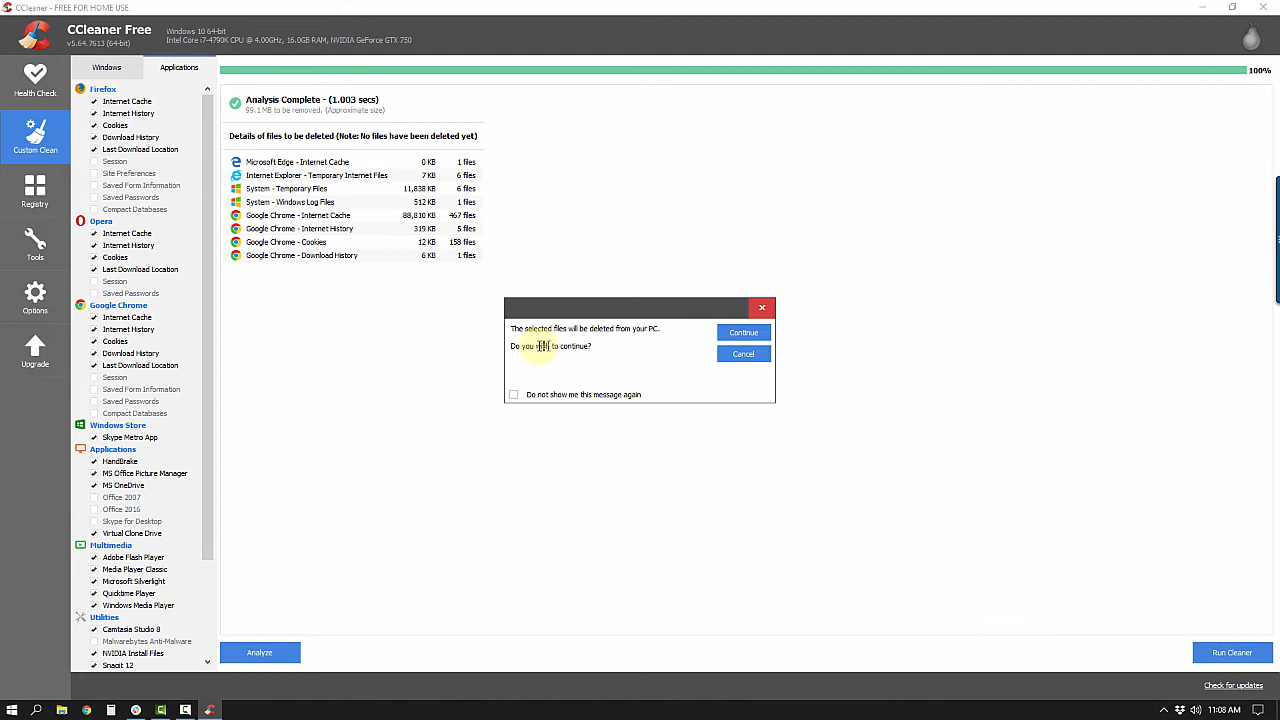 CCleaner - FREE FOR HOME USE
CCleaner Free
v5.64.7613 (64-bit)
Windows 10 64-bit
Intel Core i7-4790K CPU @ 4.00GHz, 16.0GB RAM, NVIDIA GeForce GTX 750
Health Check
Custom Clean
Registry
Tools
Options
Upgrade
Windows
Applications
Firefox
Internet Cache
Internet History
Cookies
Download History
Last Download Location
Session
Site Preferences
Saved Form Information
Saved Passwords
Compact Databases
Opera
Internet Cache
Internet History
Cookies
Last Download Location
Session
Saved Passwords
Google Chrome
Internet Cache
Internet History
Cookies
Download History
Last Download Location
Session
Saved Form Information
Saved Passwords
Compact Databases
Windows Store
Skype Metro App
Applications
HandBrake
MS Office Picture Manager
MS OneDrive
Office 2007
Office 2016
Skype for Desktop
Virtual Clone Drive
Multimedia
Adobe Flash Player
Media Player Classic
Microsoft Silverlight
Quicktime Player
Windows Media Player
Utilities
Camtasia Studio 8
Malwarebytes Anti-Malware
NVIDIA Install Files
Snagit 12
100%
Analysis Complete - (1.003 secs)
99.1 MB to be removed. (Approximate size)
Details of files to be deleted (Note: No files have been deleted yet)
Microsoft Edge - Internet Cache 0 KB 1 files
Internet Explorer - Temporary Internet Files 7 KB 6 files
System - Temporary Files 11,838 KB 6 files
System - Windows Log Files 512 KB 1 files
Google Chrome - Internet Cache 88,810 KB 467 files
Google Chrome - Internet History 319 KB 5 files
Google Chrome - Cookies 12 KB 158 files
Google Chrome - Download History 6 KB 1 files
The selected files will be deleted from your PC.
Do you to continue?
Continue
Cancel
Do not show me this message again
Analyze
Run Cleaner
Check for updates
11:08 AM